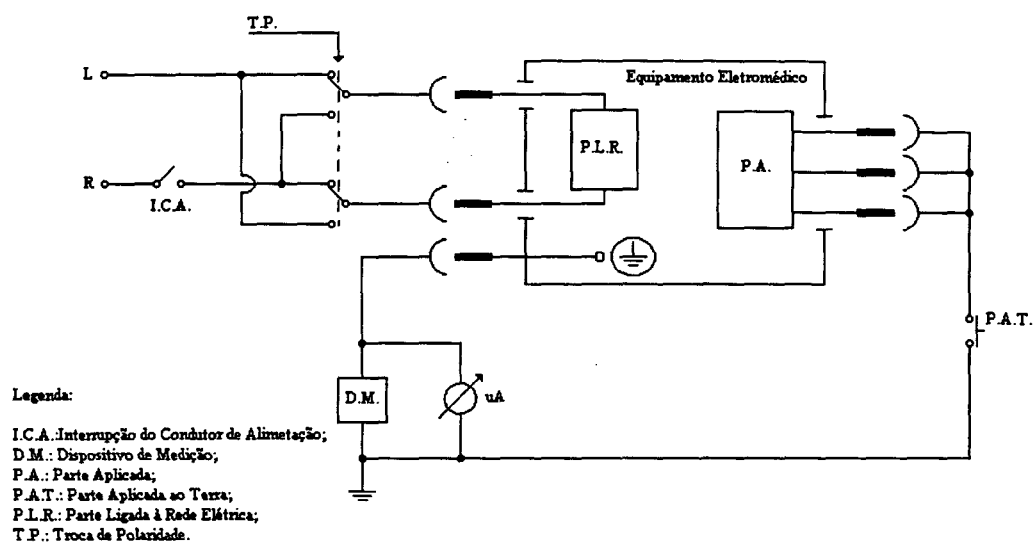 T.P.
L
Equipamento Eletromédico
P.L.R.
P.A.
R
I.C.A.
P.A.T.
D.M.
uA
Legenda:
I.C.A.:Interrupção do Condutor de Alimetação;
D.M.: Dispositivo de Medição;
P.A.: Parte Aplicada;
P.A.T.: Parte Aplicada ao Terra;
P.L.R.: Parte Ligada à Rede Elétrica;
T.P.: Troca de Polaridade.